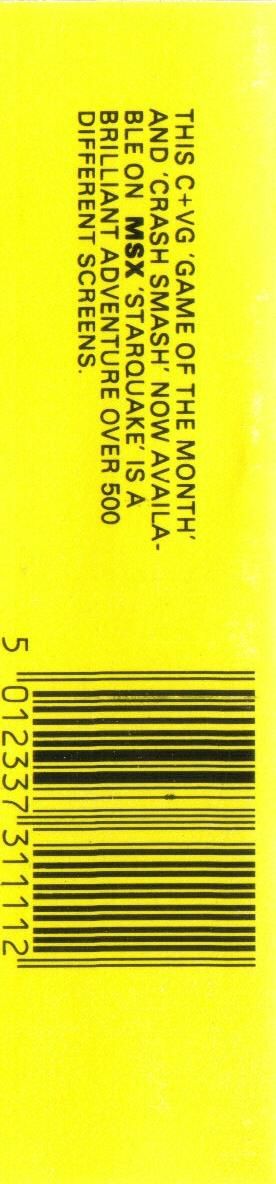 THIS C+VG 'GAME OF THE MONTH'
AND 'CRASH SMASH' NOW AVAILA-
BLE ON MSX 'STARQUAKE' IS A
BRILLIANT ADVENTURE OVER 500
DIFFERENT SCREENS.
5 012337 311112